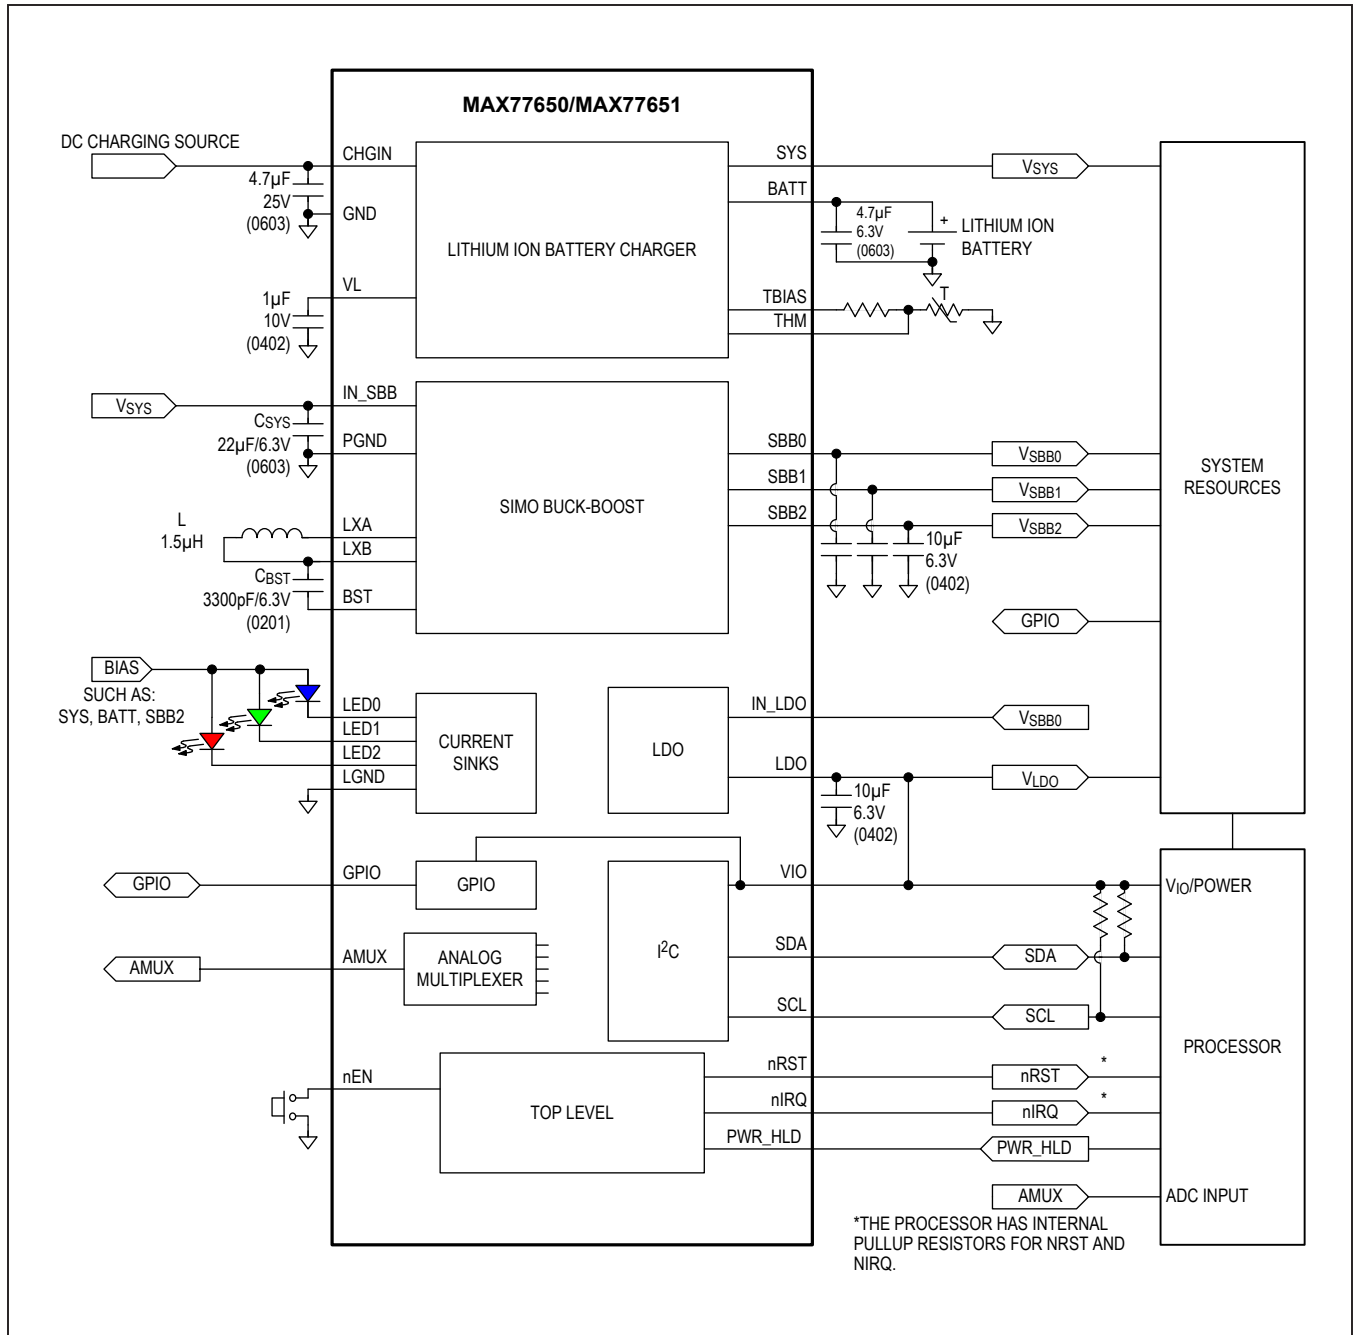 MAX77650/MAX77651
DC CHARGING SOURCE
CHGIN
4.7µF
25V
(0603)
GND
VL
1µF
10V
(0402)
LITHIUM ION BATTERY CHARGER
SYS
VSYS
BATT
4.7µF
6.3V
(0603)
+
LITHIUM ION
BATTERY
TBIAS
T
THM
VSYS
IN_SBB
CSYS
22µF/6.3V
(0603)
PGND
L
1.5µH
LXA
LXB
CBST
3300pF/6.3V
(0201)
BST
SIMO BUCK-BOOST
SBB0
VSBB0
SBB1
VSBB1
SBB2
VSBB2
10µF
6.3V
(0402)
GPIO
SYSTEM
RESOURCES
BIAS
SUCH AS:
SYS, BATT, SBB2
LED0
LED1
LED2
LGND
CURRENT
SINKS
LDO
IN_LDO
VSBB0
LDO
VLDO
10µF
6.3V
(0402)
GPIO
GPIO
GPIO
AMUX
AMUX
ANALOG
MULTIPLEXER
I2C
VIO
VIO/POWER
SDA
SDA
SCL
SCL
PROCESSOR
nEN
TOP LEVEL
nRST
nRST
*
nIRQ
nIRQ
*
PWR_HLD
PWR_HLD
AMUX
ADC INPUT
*THE PROCESSOR HAS INTERNAL
PULLUP RESISTORS FOR NRST AND
NIRQ.